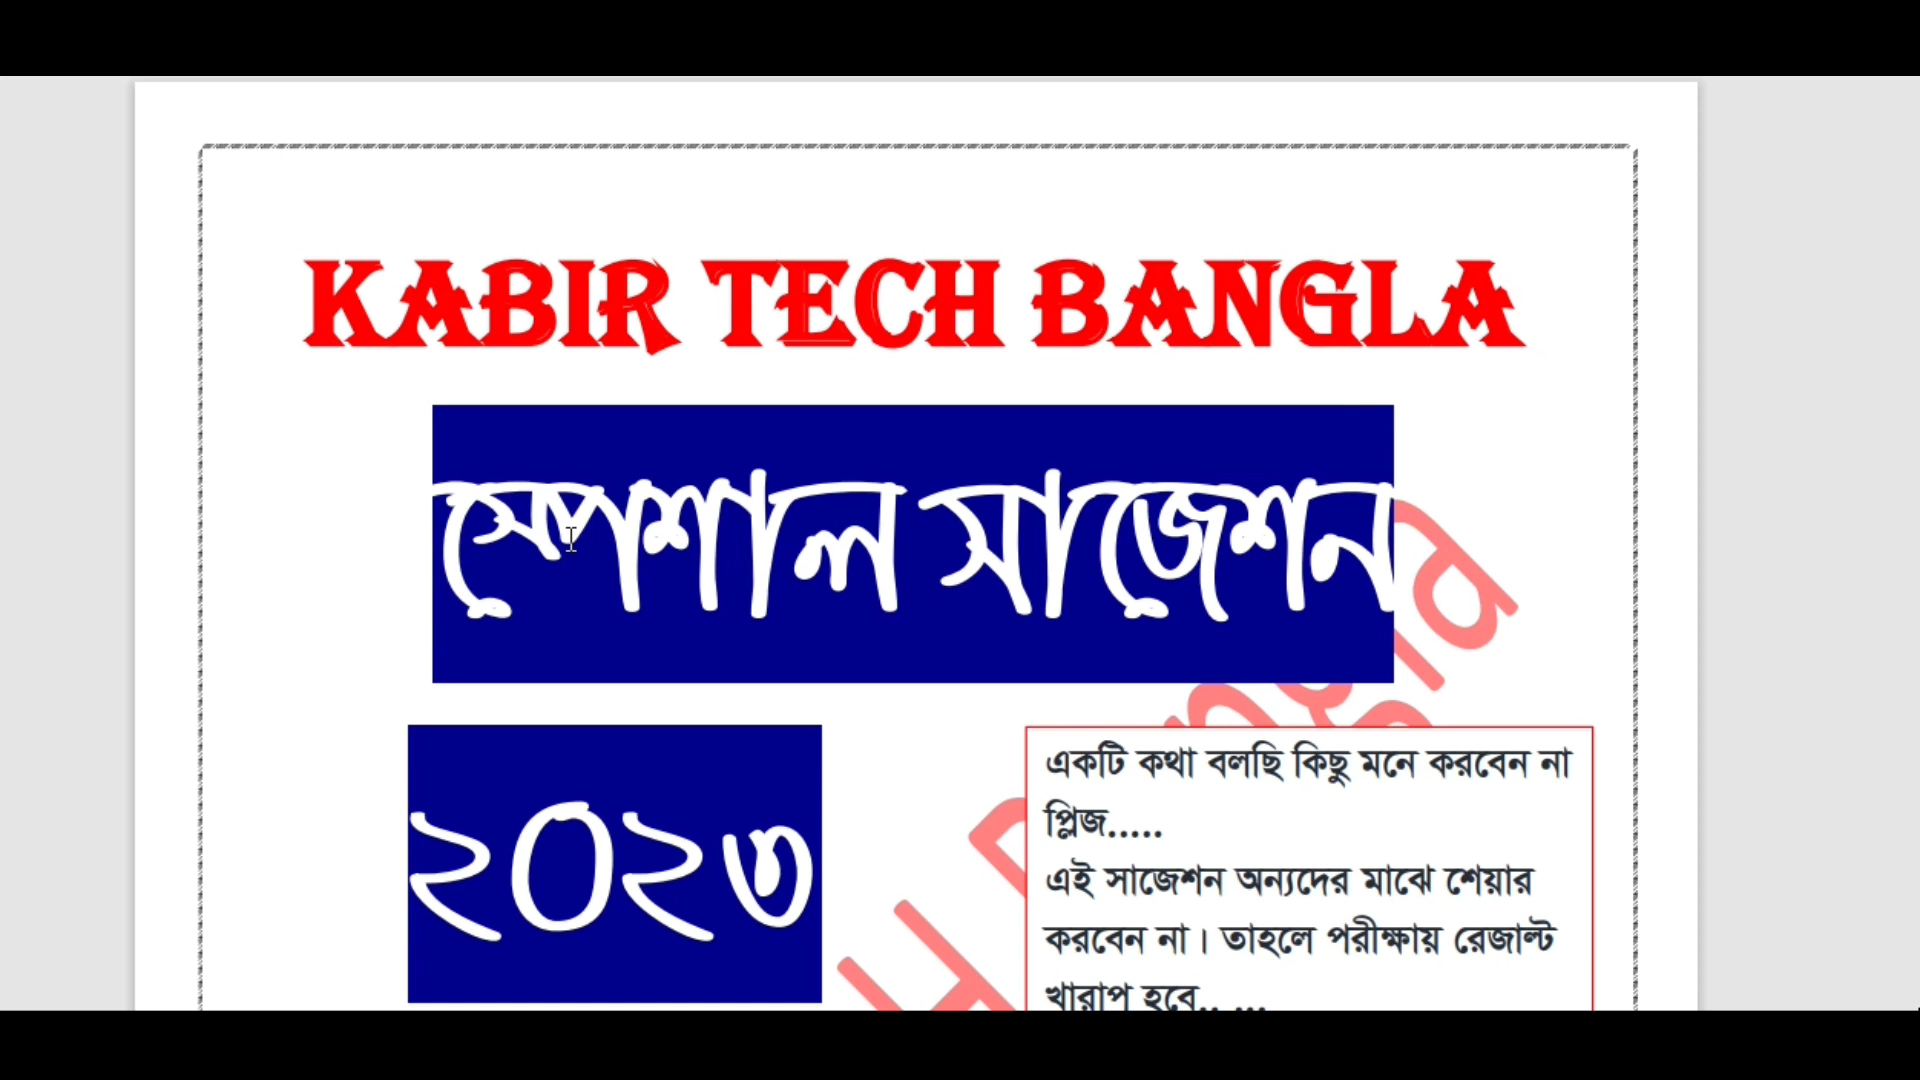 KABIR TECH BANGLA
স্পেশাল সাজেশন
২০২৩
একটি কথা বলছি কিছু মনে করবেন না
প্লিজ.....
এই সাজেশন অন্যদের মাঝে শেয়ার
করবেন না। তাহলে পরীক্ষায় রেজাল্ট
খারাপ হবে.. ...